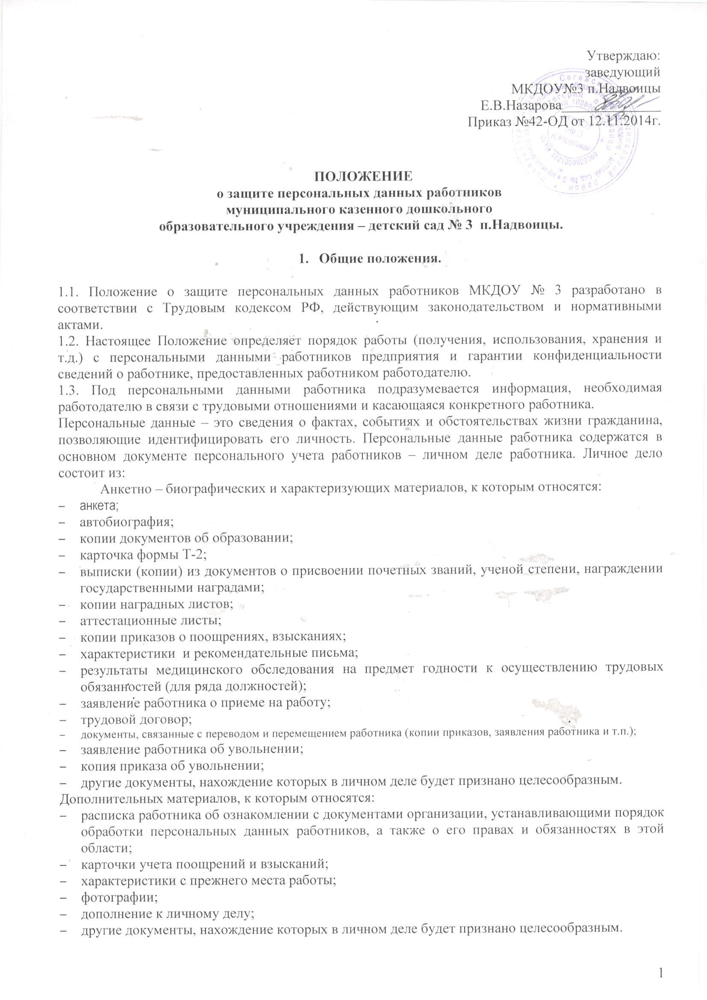 Утверждаю:
заведующий
МКДОУ№3 п.Надвоицы
Е.В.Назарова
Приказ №42-ОД от 12.11.2014г.
№ 3
п. Надвоицы
ПОЛОЖЕНИЕ
о защите персональных данных работников
муниципального казенного дошкольного
образовательного учреждения – детский сад № 3 п.Надвоицы.
1. Общие положения.
1.1. Положение о защите персональных данных работников МКДОУ № 3 разработано в
соответствии с Трудовым кодексом РФ, действующим законодательством и нормативными
актами.
1.2. Настоящее Положение определяет порядок работы (получения, использования, хранения и
т.д.) с персональными данными работников предприятия и гарантии конфиденциальности
сведений о работнике, предоставленных работником работодателю.
1.3. Под персональными данными работника подразумевается информация, необходимая
работодателю в связи с трудовыми отношениями и касающаяся конкретного работника.
Персональные данные – это сведения о фактах, событиях и обстоятельствах жизни гражданина,
позволяющие идентифицировать его личность. Персональные данные работника содержатся в
основном документе персонального учета работников – личном деле работника. Личное дело
состоит из:
Анкетно – биографических и характеризующих материалов, к которым относятся:
– анкета;
– автобиография;
– копии документов об образовании;
– карточка формы Т-2;
– выписки (копии) из документов о присвоении почетных званий, ученой степени, награждении
государственными наградами;
– копии наградных листов;
– аттестационные листы;
– копии приказов о поощрениях, взысканиях;
– характеристики и рекомендательные письма;
– результаты медицинского обследования на предмет годности к осуществлению трудовых
обязанностей (для ряда должностей);
– заявление работника о приеме на работу;
– трудовой договор;
– документы, связанные с переводом и перемещением работника (копии приказов, заявления работника и т.п.);
– заявление работника об увольнении;
– копия приказа об увольнении;
– другие документы, нахождение которых в личном деле будет признано целесообразным.
Дополнительных материалов, к которым относятся:
– расписка работника об ознакомлении с документами организации, устанавливающими порядок
обработки персональных данных работников, а также о его правах и обязанностях в этой
области;
– карточки учета поощрений и взысканий;
– характеристики с прежнего места работы;
– фотографии;
– дополнение к личному делу;
– другие документы, нахождение которых в личном деле будет признано целесообразным.
1